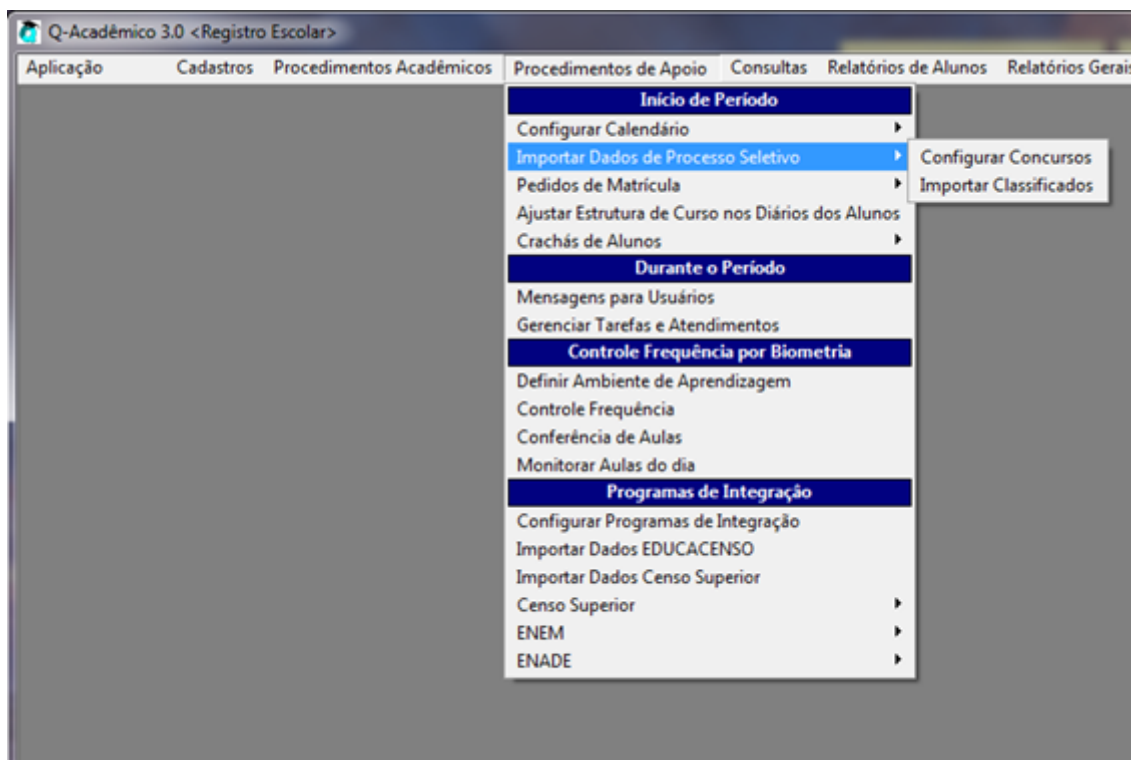 Q-Acadêmico 3.0 <Registro Escolar>
Aplicação Cadastros Procedimentos Acadêmicos Procedimentos de Apoio Consultas Relatórios de Alunos Relatórios Gerais
Início de Período
Configurar Calendário
Importar Dados de Processo Seletivo
Configurar Concursos
Importar Classificados
Pedidos de Matrícula
Ajustar Estrutura de Curso nos Diários dos Alunos
Crachás de Alunos
Durante o Período
Mensagens para Usuários
Gerenciar Tarefas e Atendimentos
Controle Frequência por Biometria
Definir Ambiente de Aprendizagem
Controle Frequência
Conferência de Aulas
Monitorar Aulas do dia
Programas de Integração
Configurar Programas de Integração
Importar Dados EDUCACENSO
Importar Dados Censo Superior
Censo Superior
ENEM
ENADE